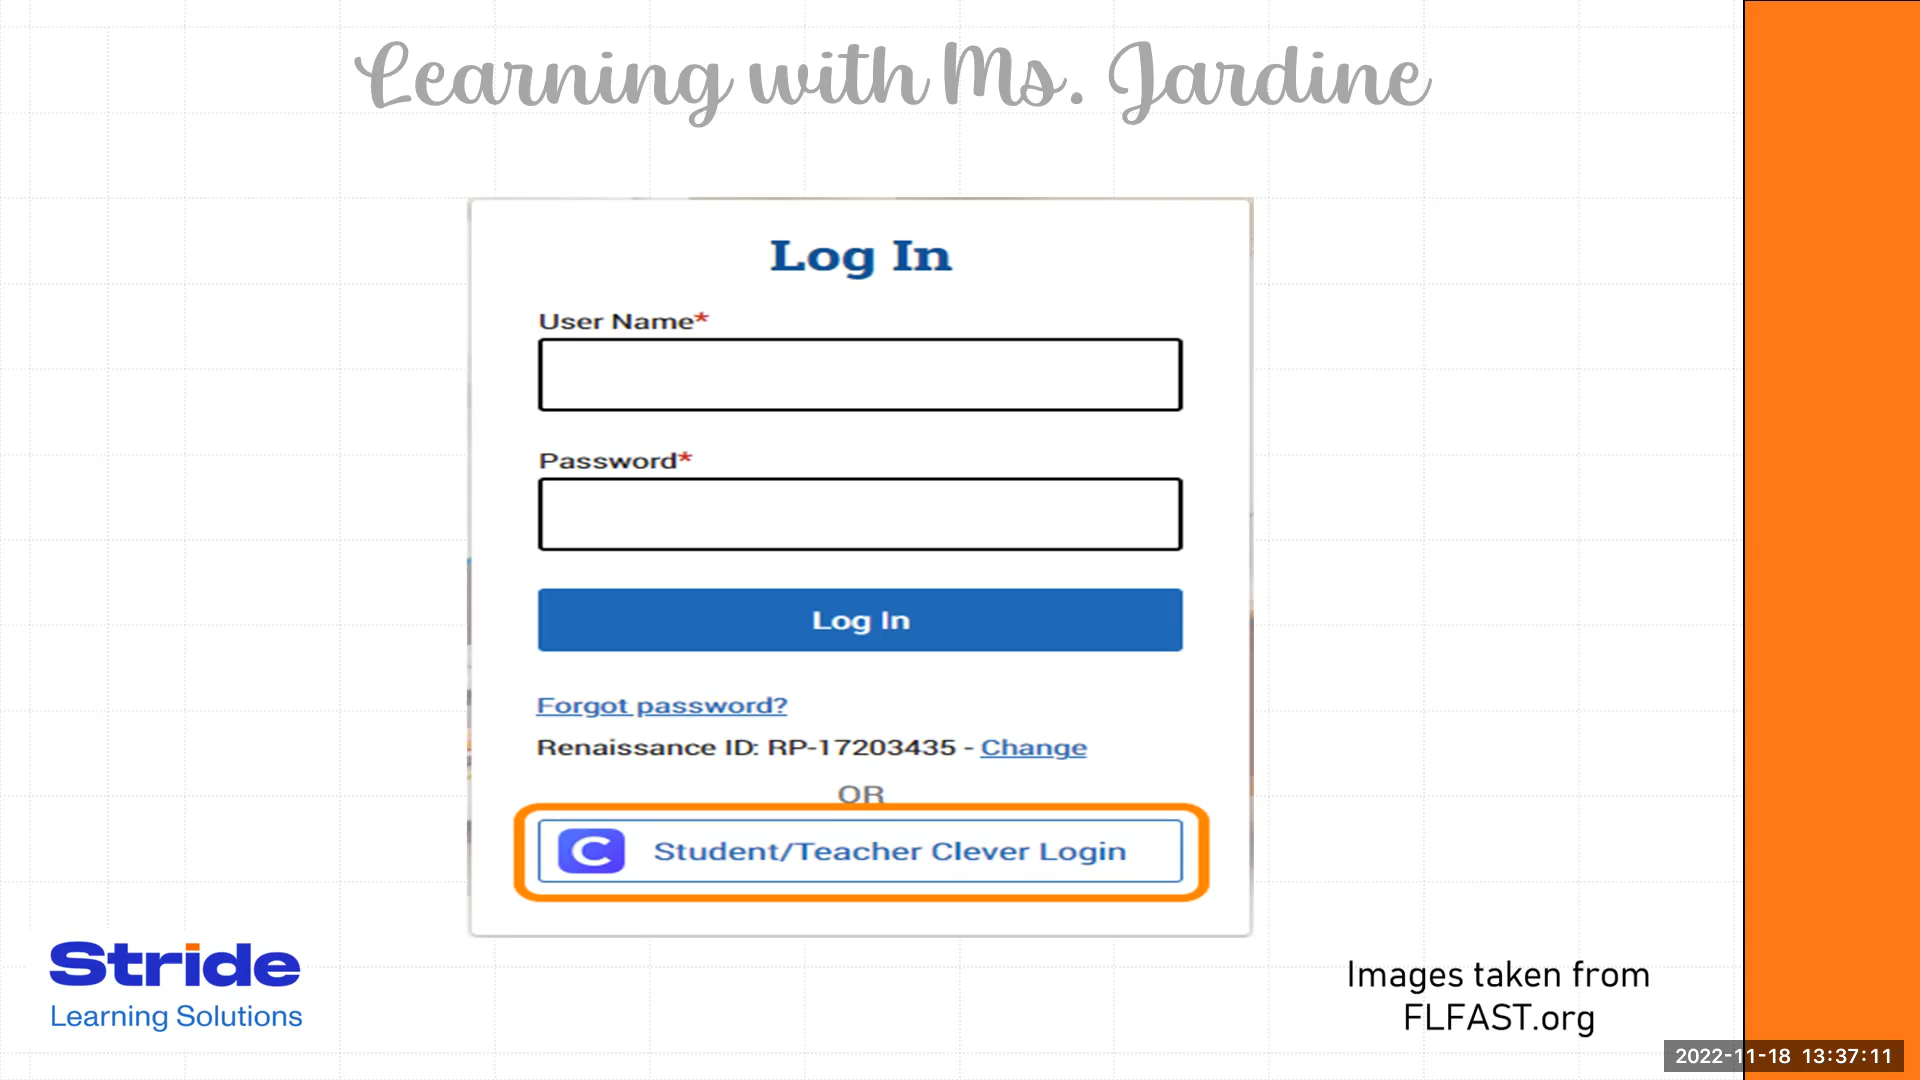 Learning with Ms. Jardine
Log In
User Name*
Password*
Log In
Forgot password?
Renaissance ID: RP-17203435 - Change
OR
C Student/Teacher Clever Login
Stride
Learning Solutions
Images taken from
FLFAST.org
2022-11-18 13:37:11